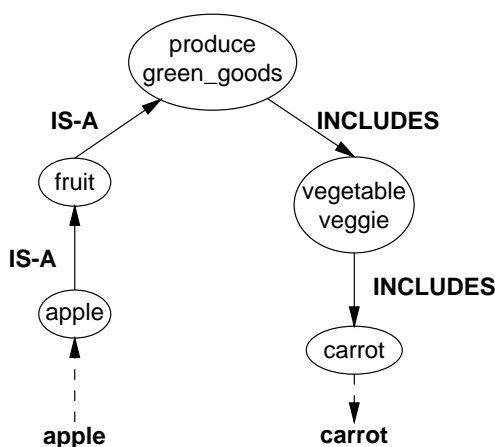 produce
green_goods
IS-A
INCLUDES
fruit
vegetable
veggie
IS-A
INCLUDES
apple
carrot
apple
carrot